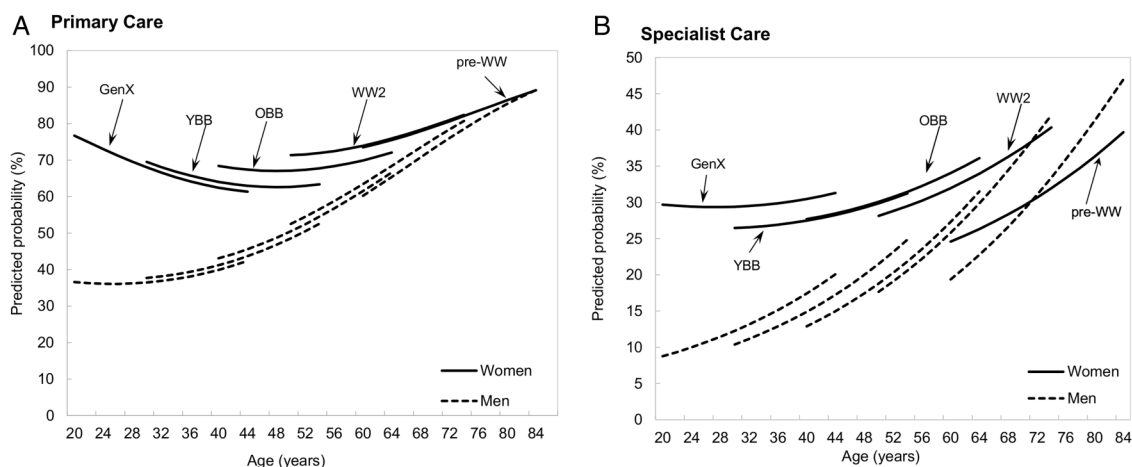 A Primary Care
Predicted probability (%)
100
90
80
70
60
50
40
30
20
10
0
GenX
YBB
OBB
WW2
pre-WW
Women
Men
20 24 28 32 36 40 44 48 52 56 60 64 68 72 76 80 84
Age (years)
B Specialist Care
Predicted probability (%)
50
45
40
35
30
25
20
15
10
5
0
GenX
YBB
OBB
WW2
pre-WW
Women
Men
20 24 28 32 36 40 44 48 52 56 60 64 68 72 76 80 84
Age (years)